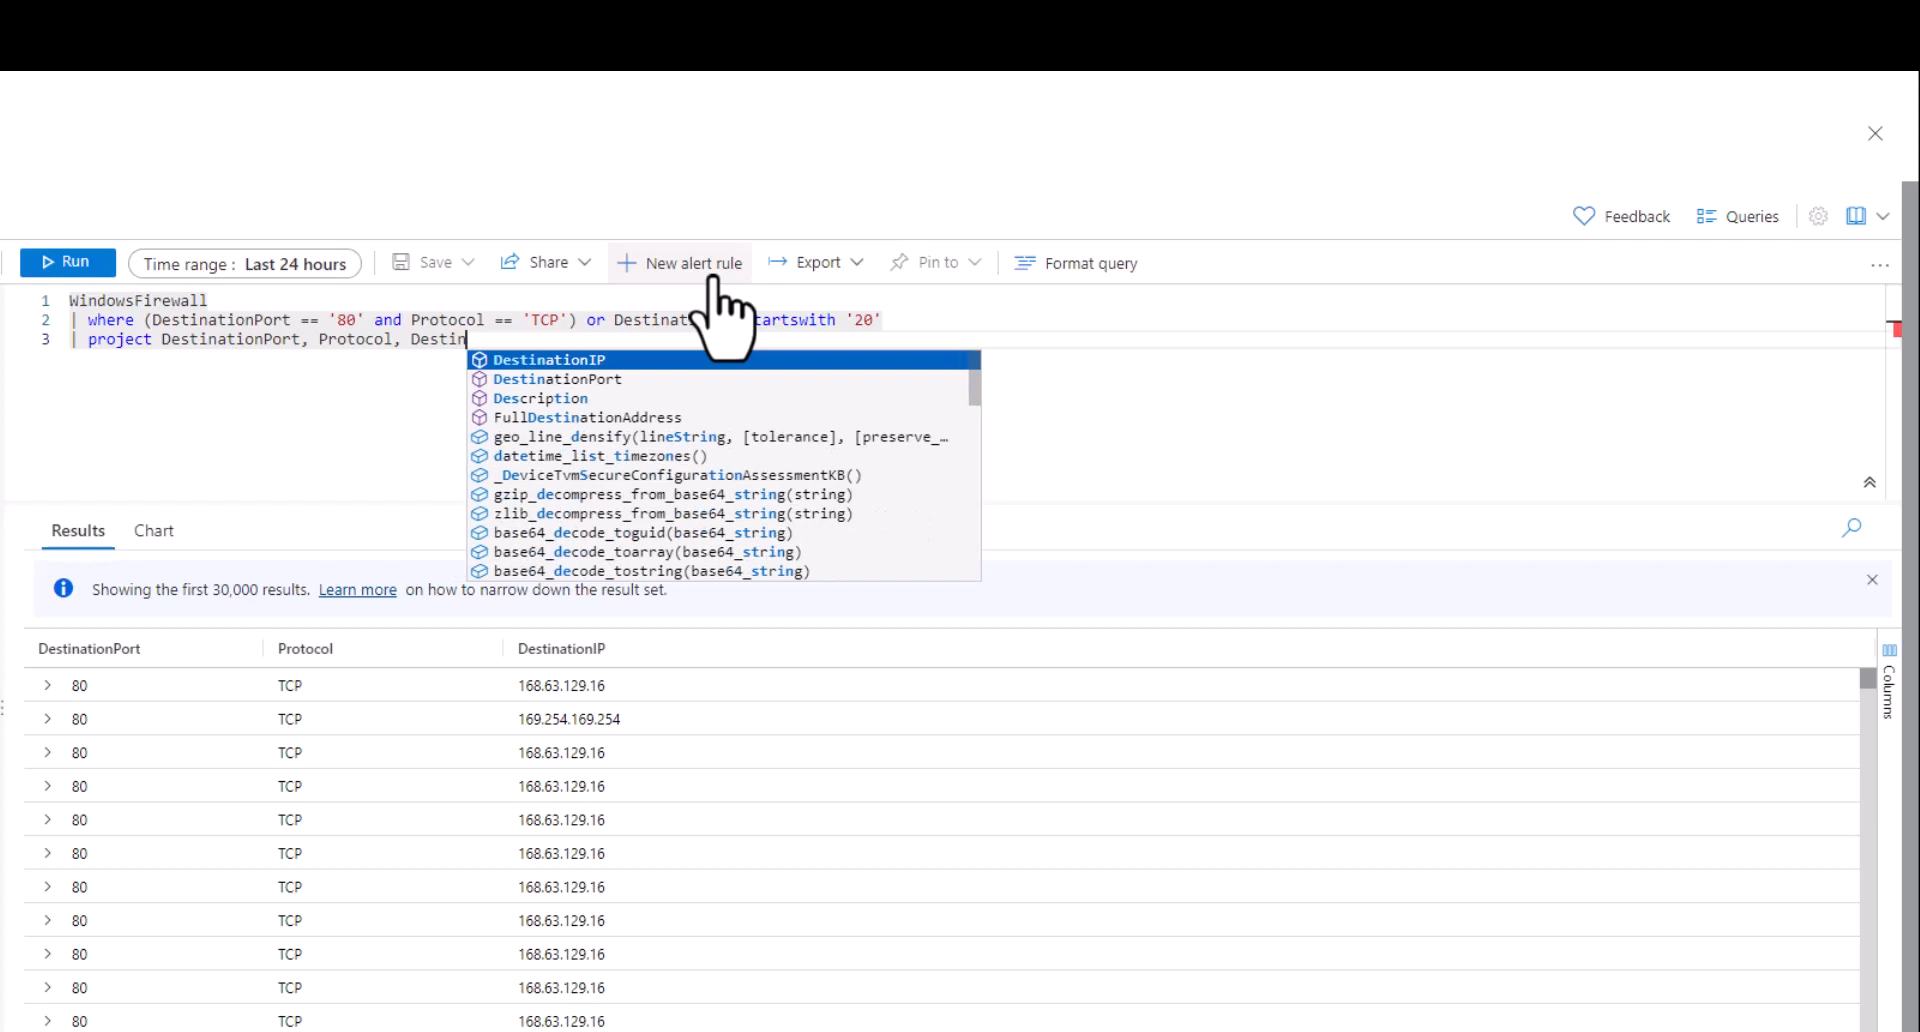 Feedback Queries
Run Time range : Last 24 hours Save Share New alert rule Export Pin to Format query ...
1 WindowsFirewall
2 | where (DestinationPort == '80' and Protocol == 'TCP') or Destinat tartswith '20'
3 | project DestinationPort, Protocol, Destin
DestinationIP
DestinationPort
Description
FullDestinationAddress
geo_line_densify(lineString, [tolerance], [preserve_…
datetime_list_timezones()
_DeviceTvmSecureConfigurationAssessmentKB()
gzip_decompress_from_base64_string(string)
zlib_decompress_from_base64_string(string)
base64_decode_toguid(base64_string)
base64_decode_toarray(base64_string)
base64_decode_tostring(base64_string)
Results Chart
Showing the first 30,000 results. Learn more on how to narrow down the result set.
DestinationPort Protocol DestinationIP
80 TCP 168.63.129.16
80 TCP 169.254.169.254
80 TCP 168.63.129.16
80 TCP 168.63.129.16
80 TCP 168.63.129.16
80 TCP 168.63.129.16
80 TCP 168.63.129.16
80 TCP 168.63.129.16
80 TCP 168.63.129.16
80 TCP 168.63.129.16
80 TCP 168.63.129.16
Columns